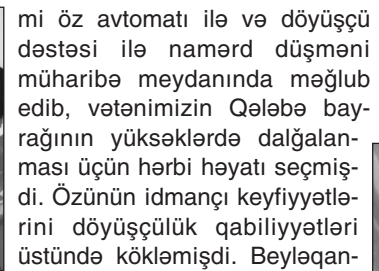 mi öz avtomatı ilə və döyüşçü
dəstəsi ilə namərd düşməni
müharibə meydanında məğlub
edib, vətənimizin Qələbə bay-
rağının yüksəklərdə dalğalan-
ması üçün hərbi həyatı seçmiş-
di. Özünün idmançı keyfiyyətlə-
rini döyüşçülük qabiliyyətləri
üstündə kökləmişdi. Beyləqan-